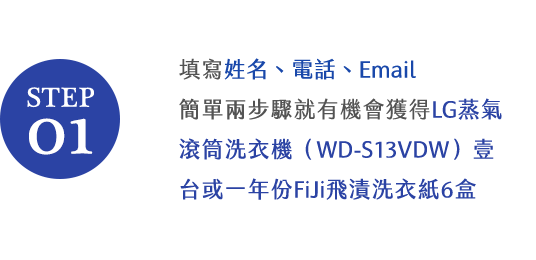 STEP
01
填寫姓名、電話、Email
簡單兩步驟就有機會獲得LG蒸氣
滾筒洗衣機（WD-S13VDW）壹
台或一年份FiJi飛漬洗衣紙6盒